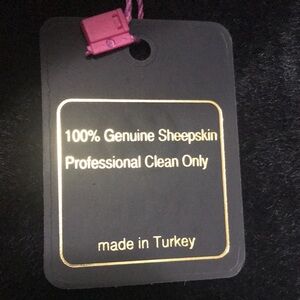 100% Genuine Sheepskin
Professional Clean Only
made in Turkey